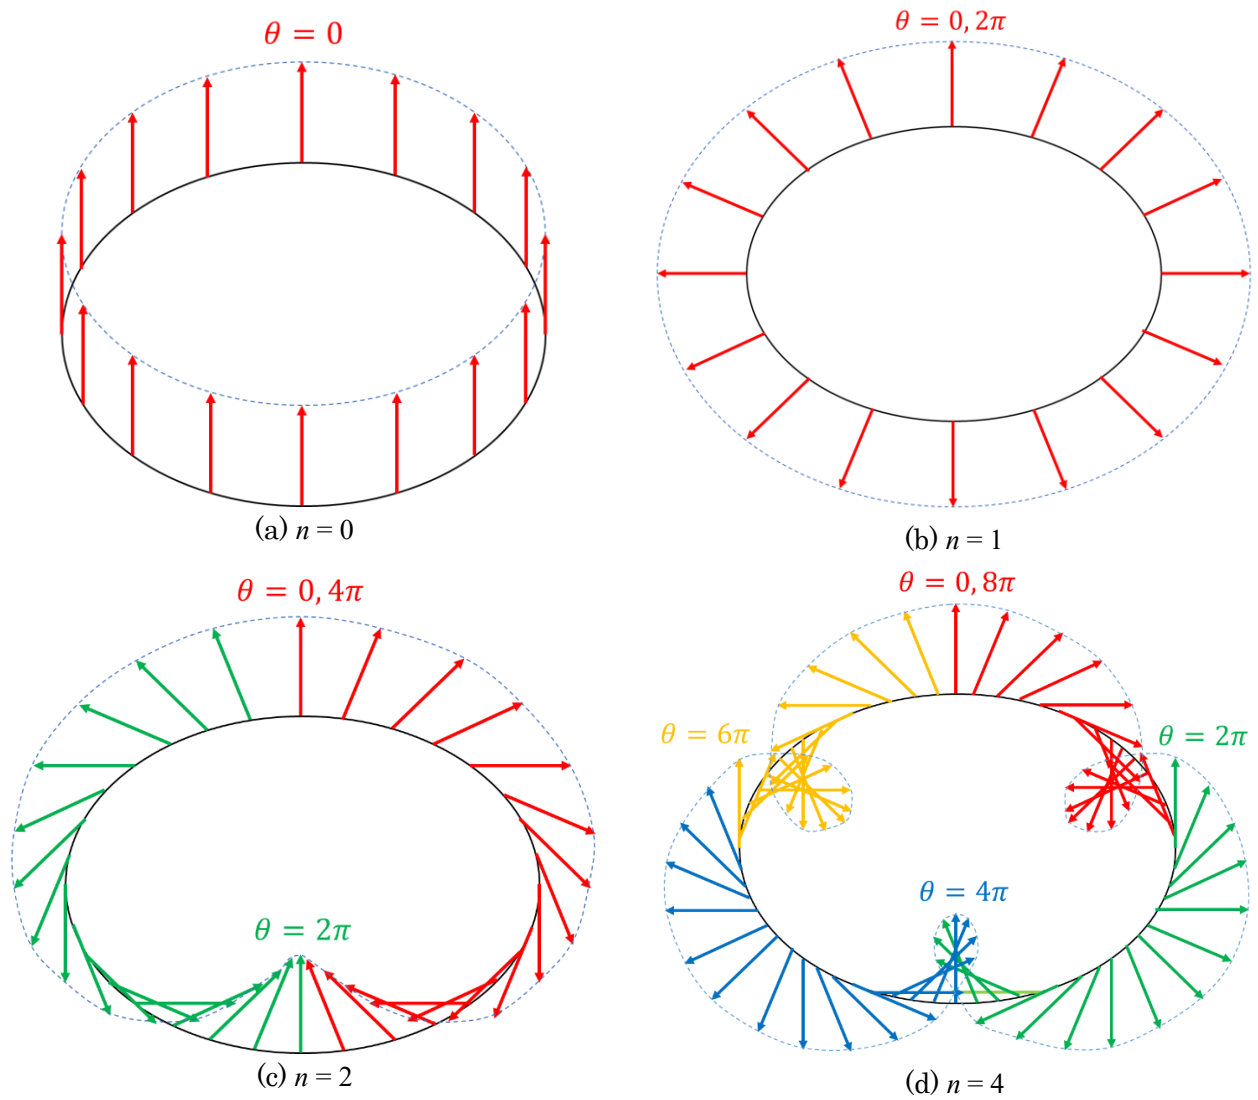 θ = 0
θ = 0, 2π
(a) n = 0
(b) n = 1
θ = 0, 4π
θ = 0, 8π
θ = 6π
θ = 2π
θ = 4π
θ = 2π
(c) n = 2
(d) n = 4